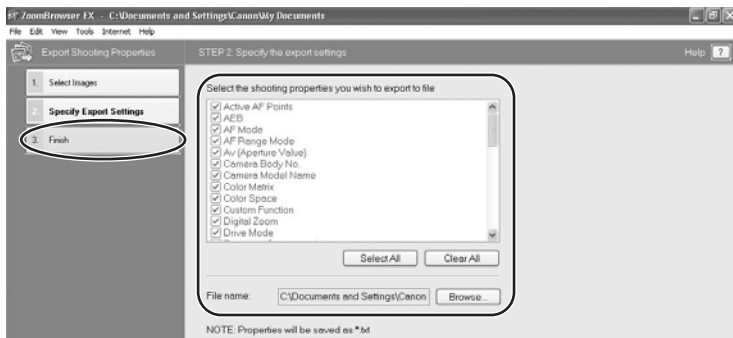 ZoomBrowser EX - C:\Documents and Settings\Canon\My Documents
File Edit View Tools Internet Help
Export Shooting Properties
STEP 2: Specify the export settings
Help ?
1. Select Images
2. Specify Export Settings
3. Finish
Select the shooting properties you wish to export to file
Active AF Points
AEB
AF Mode
AF Range Mode
Av (Aperture Value)
Camera Body No.
Camera Model Name
Color Matrix
Color Space
Custom Function
Digital Zoom
Drive Mode
Select All Clear All
File name: C:\Documents and Settings\Canon Browse...
NOTE: Properties will be saved as *.txt